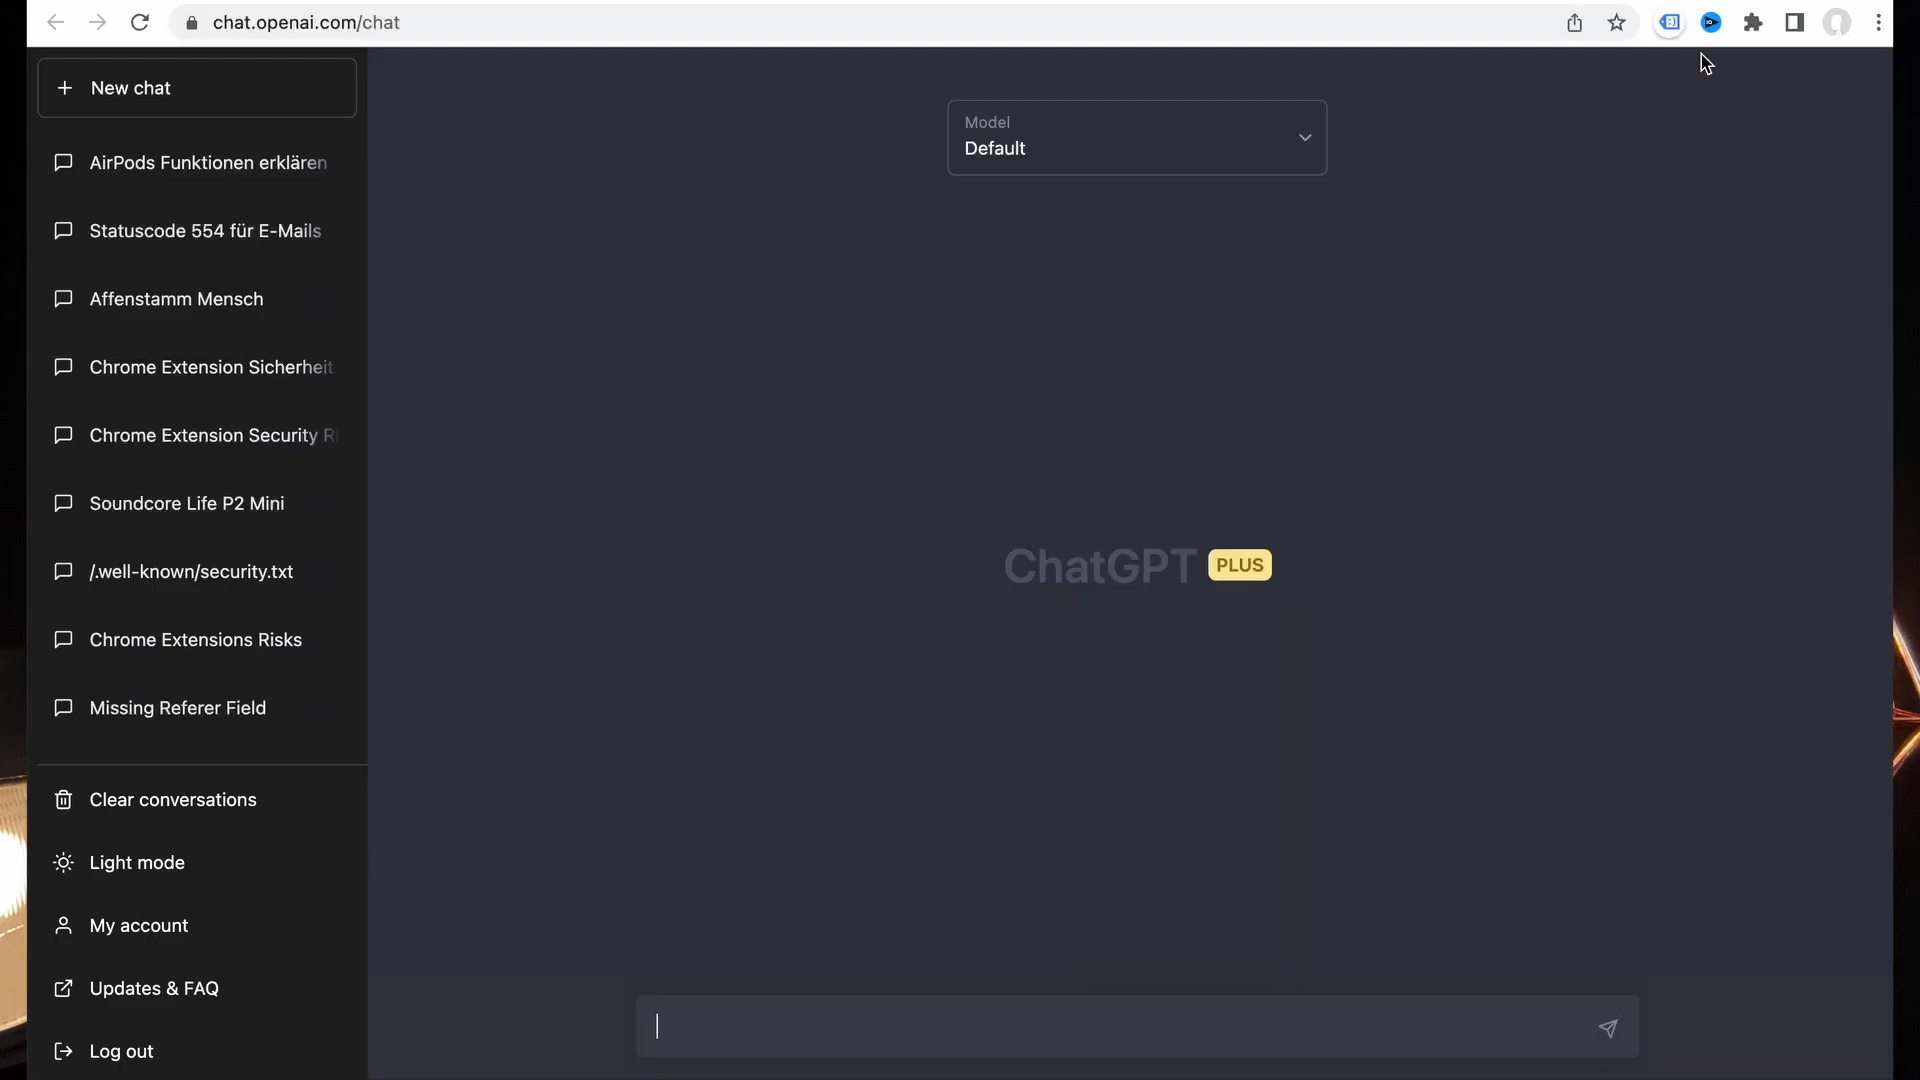 chat.openai.com/chat
New chat
AirPods Funktionen erklären
Statuscode 554 für E-Mails
Affenstamm Mensch
Chrome Extension Sicherheit
Chrome Extension Security Ri
Soundcore Life P2 Mini
/.well-known/security.txt
Chrome Extensions Risks
Missing Referer Field
Clear conversations
Light mode
My account
Updates & FAQ
Log out
Model
Default
ChatGPT PLUS